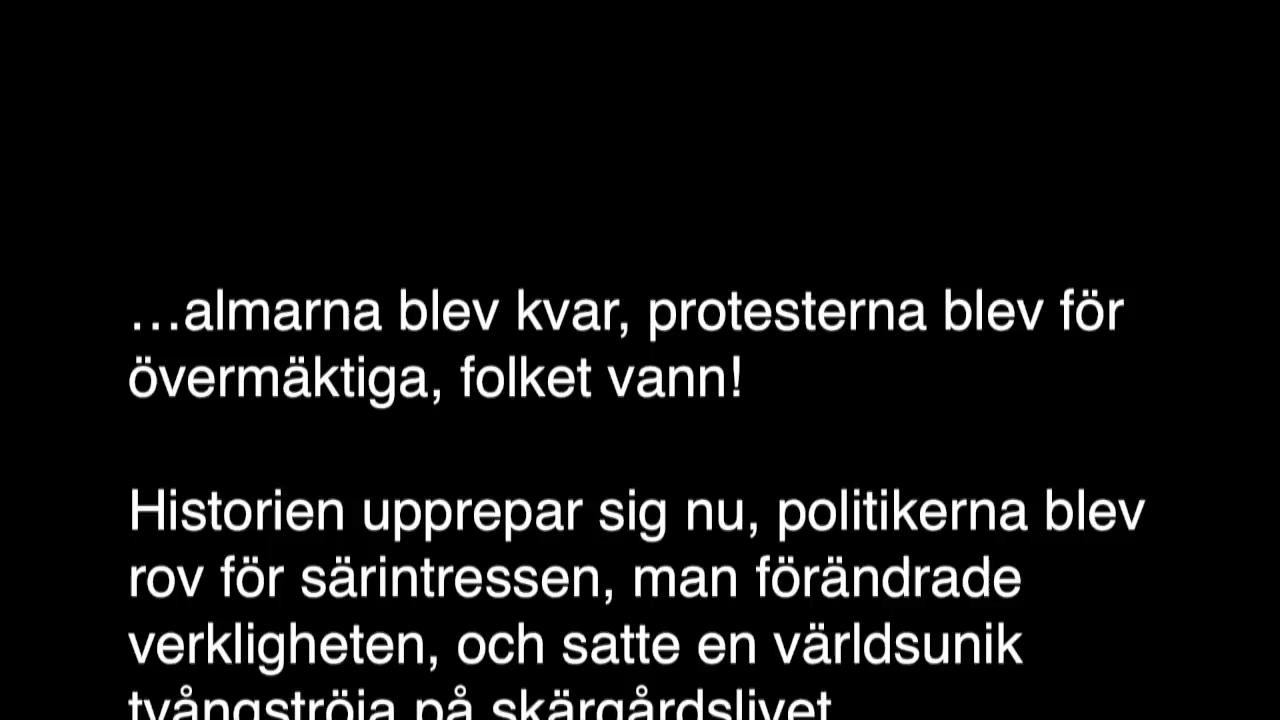 …almarna blev kvar, protesterna blev för
övermäktiga, folket vann!
Historien upprepar sig nu, politikerna blev
rov för särintressen, man förändrade
verkligheten, och satte en världsunik
tvångströja på skärgårdslivet